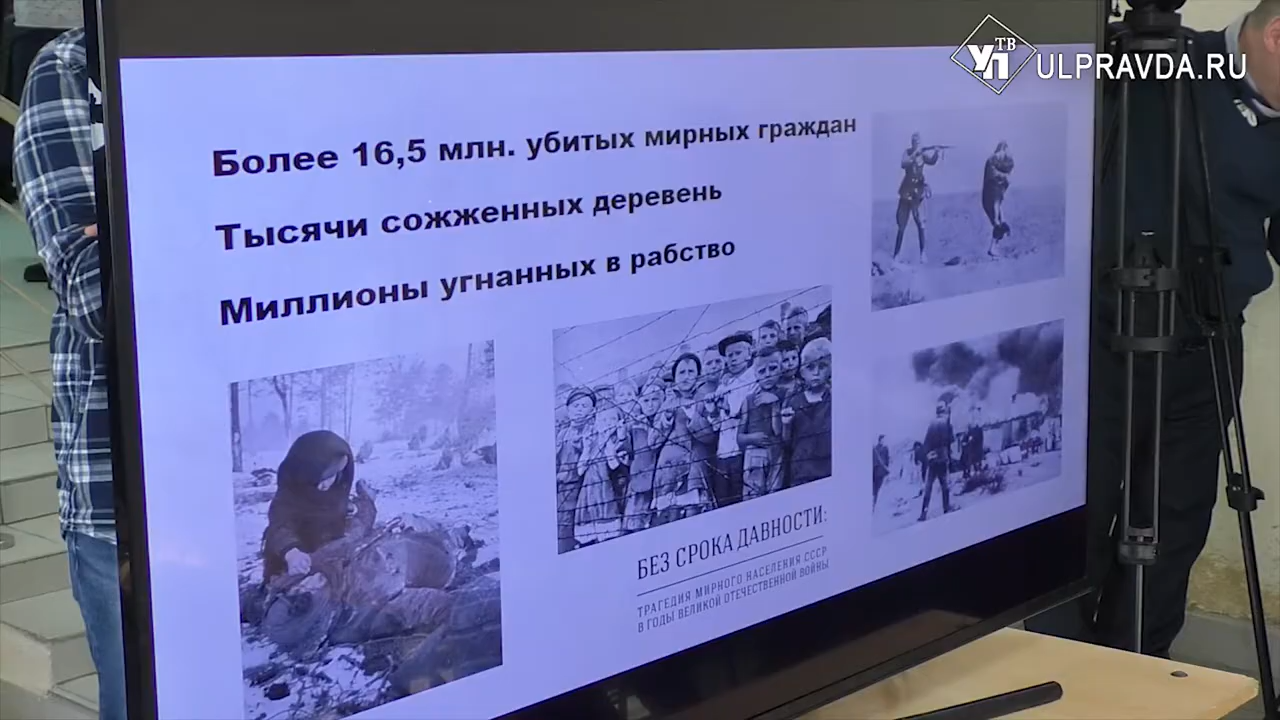 УП ТВ ULPRAVDA.RU
Более 16,5 млн. убитых мирных граждан
Тысячи сожженных деревень
Миллионы угнанных в рабство
БЕЗ СРОКА ДАВНОСТИ:
ТРАГЕДИЯ МИРНОГО НАСЕЛЕНИЯ СССР
В ГОДЫ ВЕЛИКОЙ ОТЕЧЕСТВЕННОЙ ВОЙНЫ